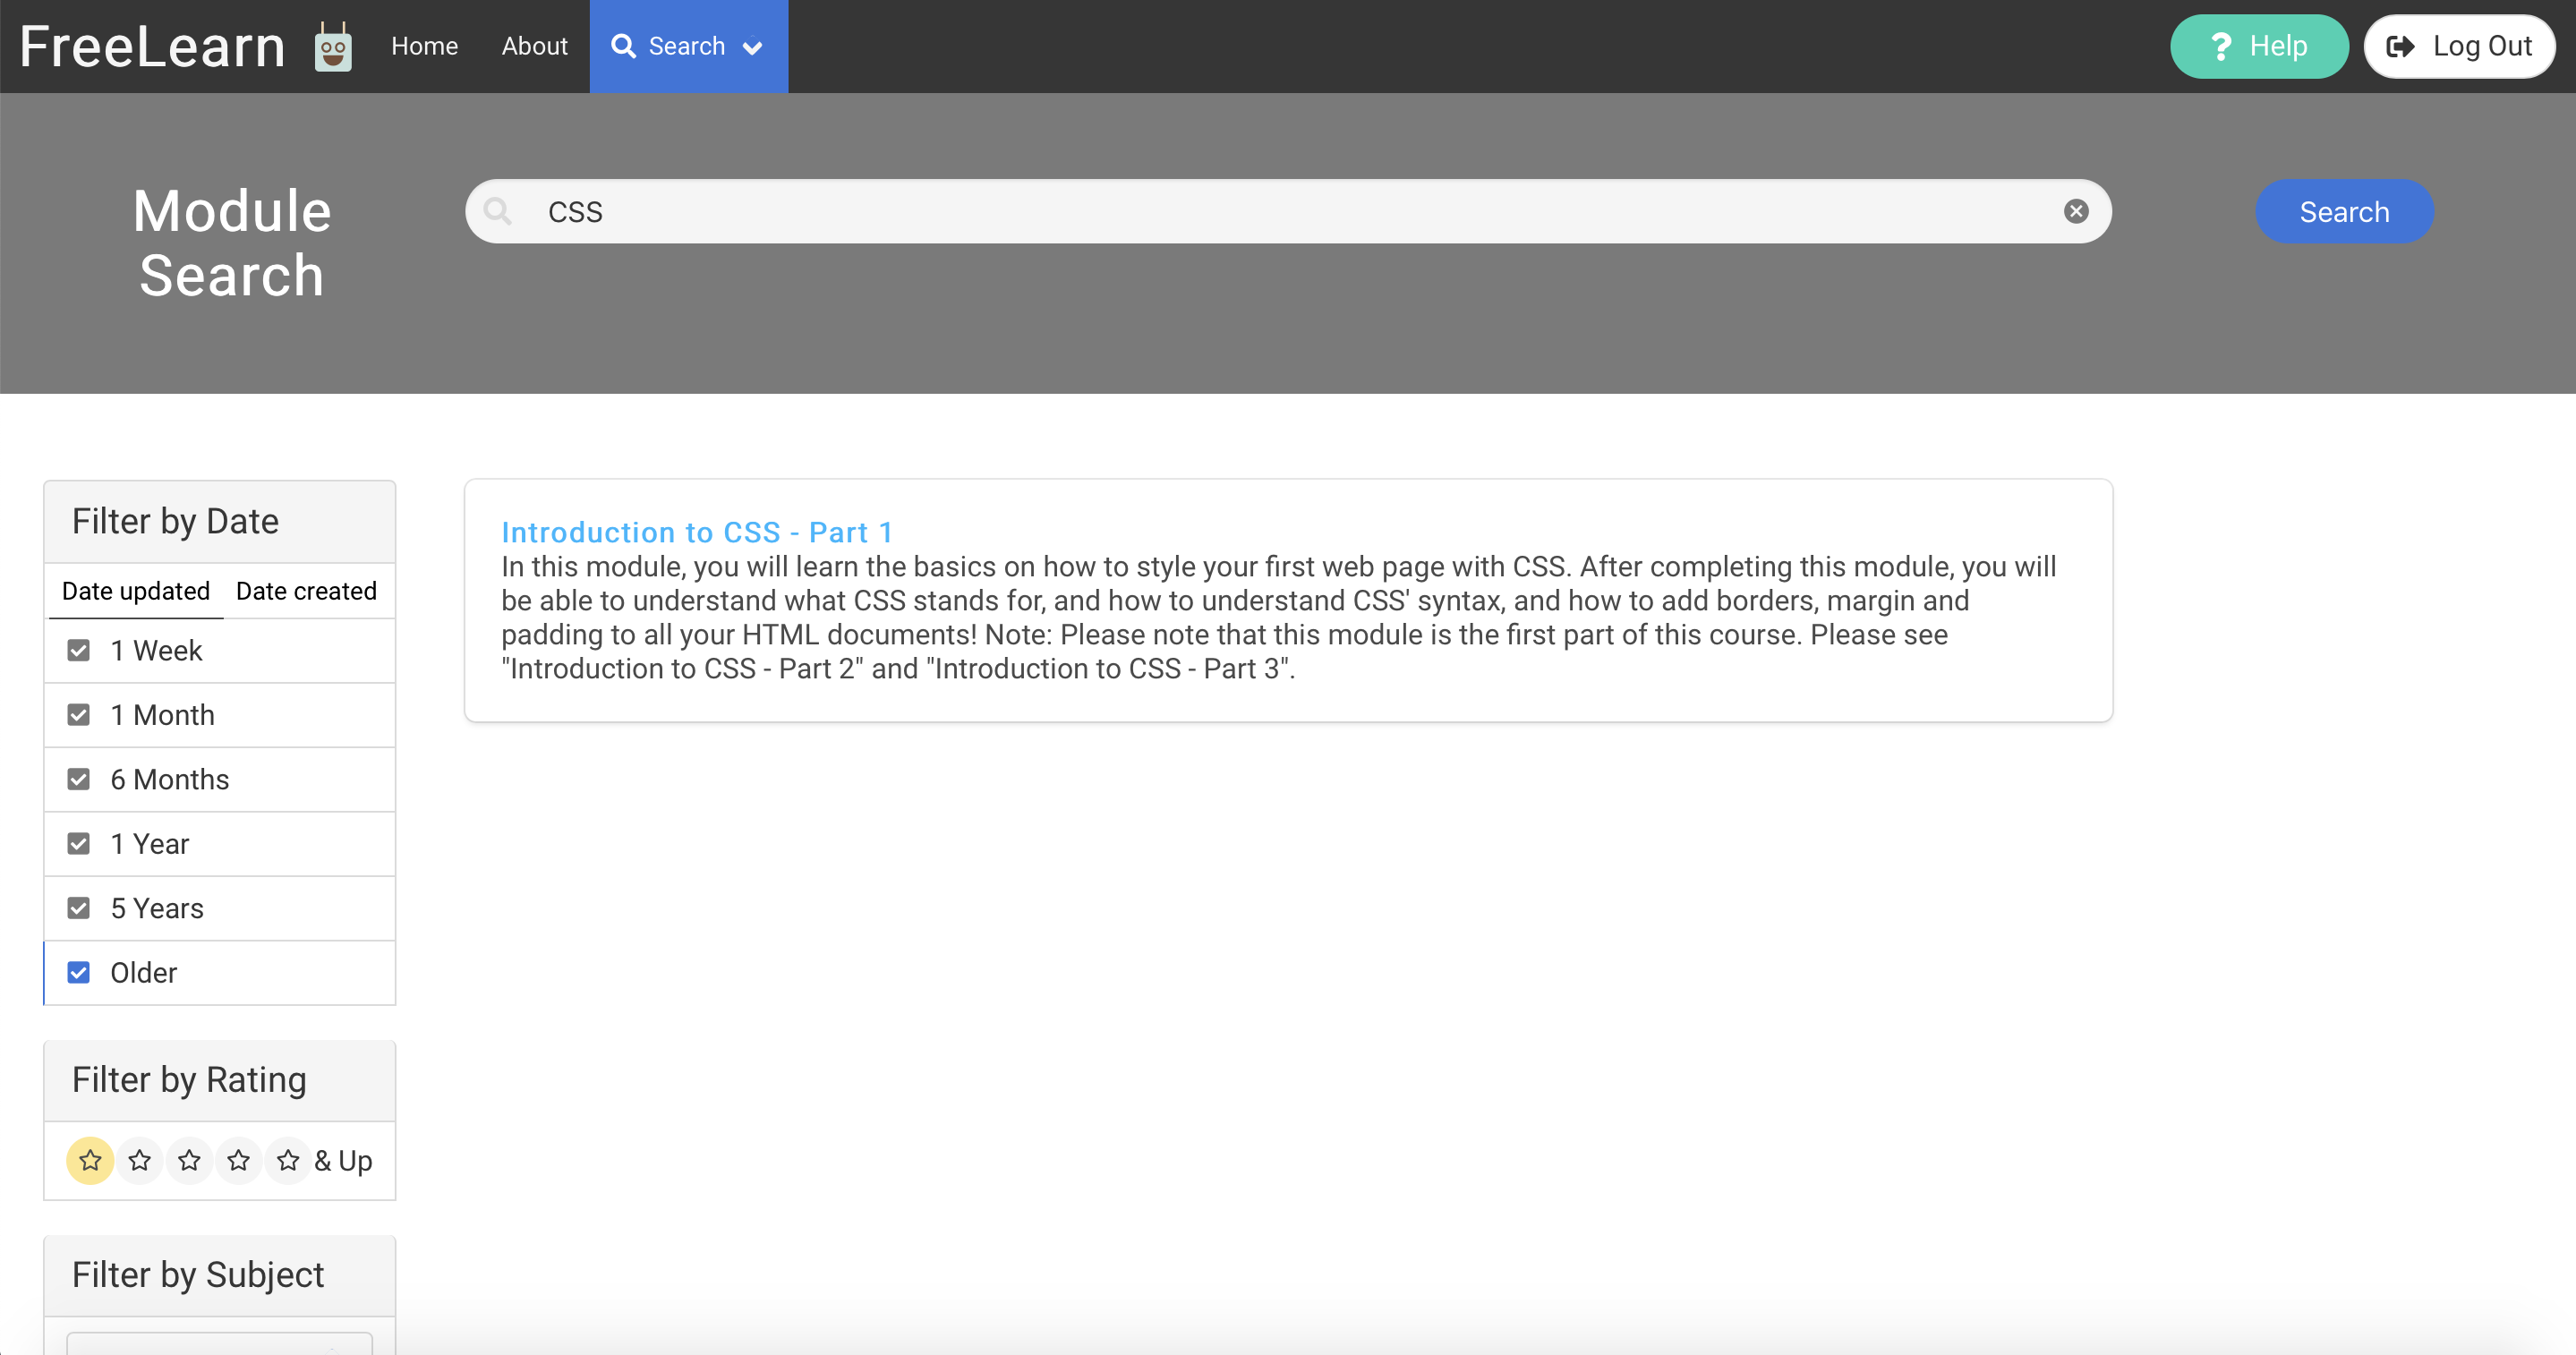 FreeLearn Home About Search Help Log Out
Module
Search
CSS
Search
Filter by Date
Date updated Date created
1 Week
1 Month
6 Months
1 Year
5 Years
Older
Filter by Rating
& Up
Filter by Subject
Introduction to CSS - Part 1
In this module, you will learn the basics on how to style your first web page with CSS. After completing this module, you will
be able to understand what CSS stands for, and how to understand CSS' syntax, and how to add borders, margin and
padding to all your HTML documents! Note: Please note that this module is the first part of this course. Please see
"Introduction to CSS - Part 2" and "Introduction to CSS - Part 3".